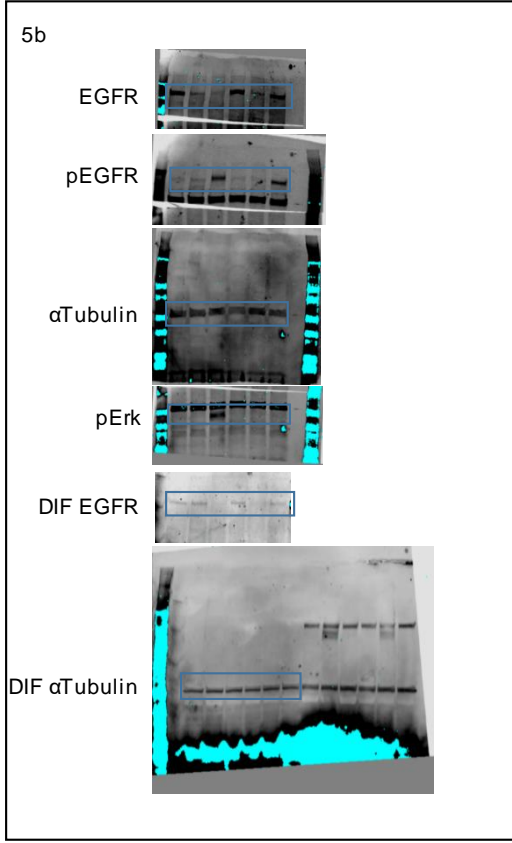 5b
EGFR
pEGFR
αTubulin
pErk
DIF EGFR
DIF αTubulin